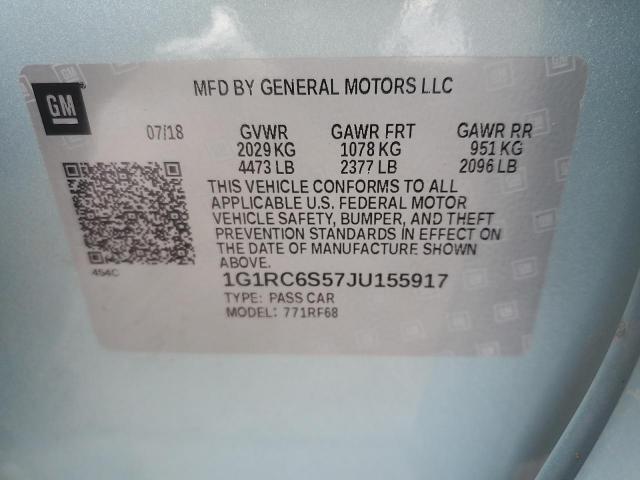 GM
MFD BY GENERAL MOTORS LLC
07/18 GVWR GAWR FRT GAWR RR
2029 KG 1078 KG 951 KG
4473 LB 2377 LB 2096 LB
THIS VEHICLE CONFORMS TO ALL
APPLICABLE U.S. FEDERAL MOTOR
VEHICLE SAFETY, BUMPER, AND THEFT
PREVENTION STANDARDS IN EFFECT ON
THE DATE OF MANUFACTURE SHOWN
ABOVE.
454C
1G1RC6S57JU155917
TYPE: PASS CAR
MODEL: 771RF68